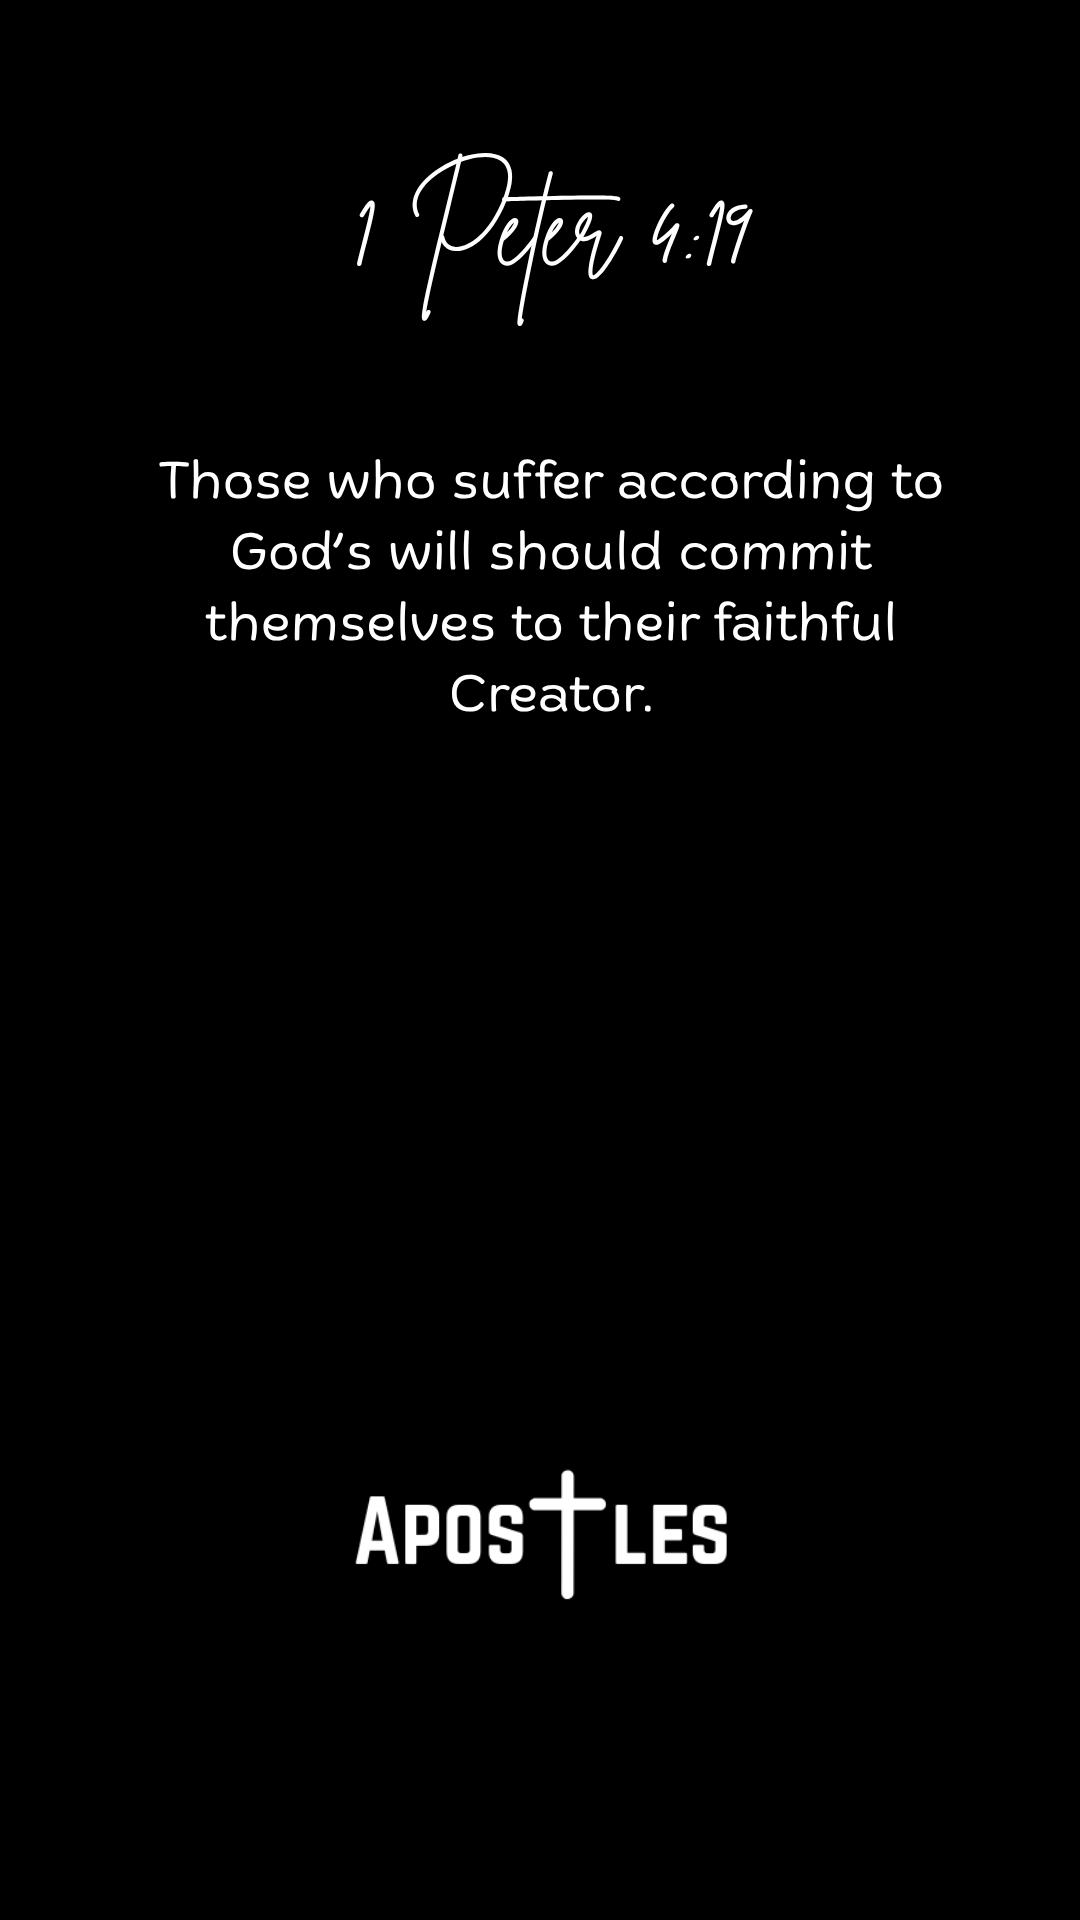 1 Peter 4:19
Those who suffer according to
God’s will should commit
themselves to their faithful
Creator.
Apostles